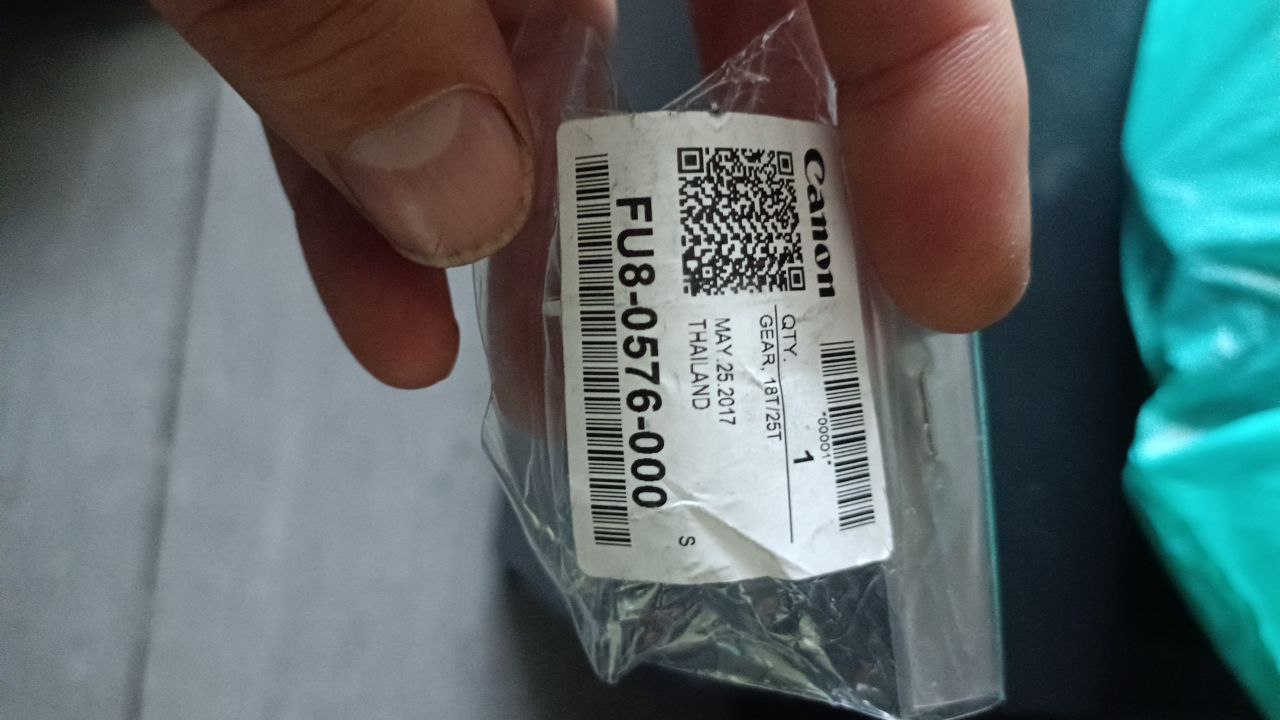 Canon
*00001*
QTY. 1
GEAR, 18T/25T
MAY.25.2017
THAILAND
FU8-0576-000
S